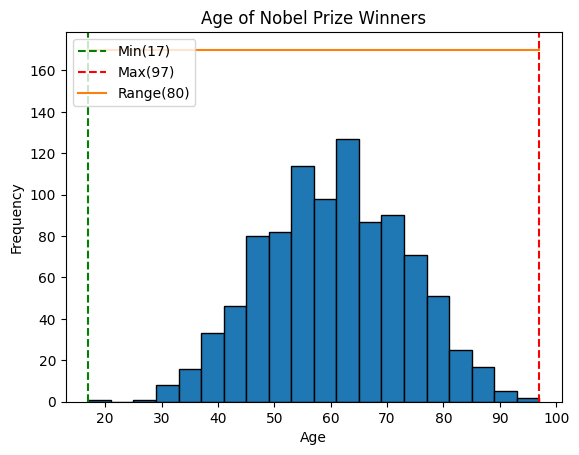 Age of Nobel Prize Winners
Min(17)
Max(97)
Range(80)
Frequency
160
140
120
100
80
60
40
20
0
20 30 40 50 60 70 80 90 100
Age